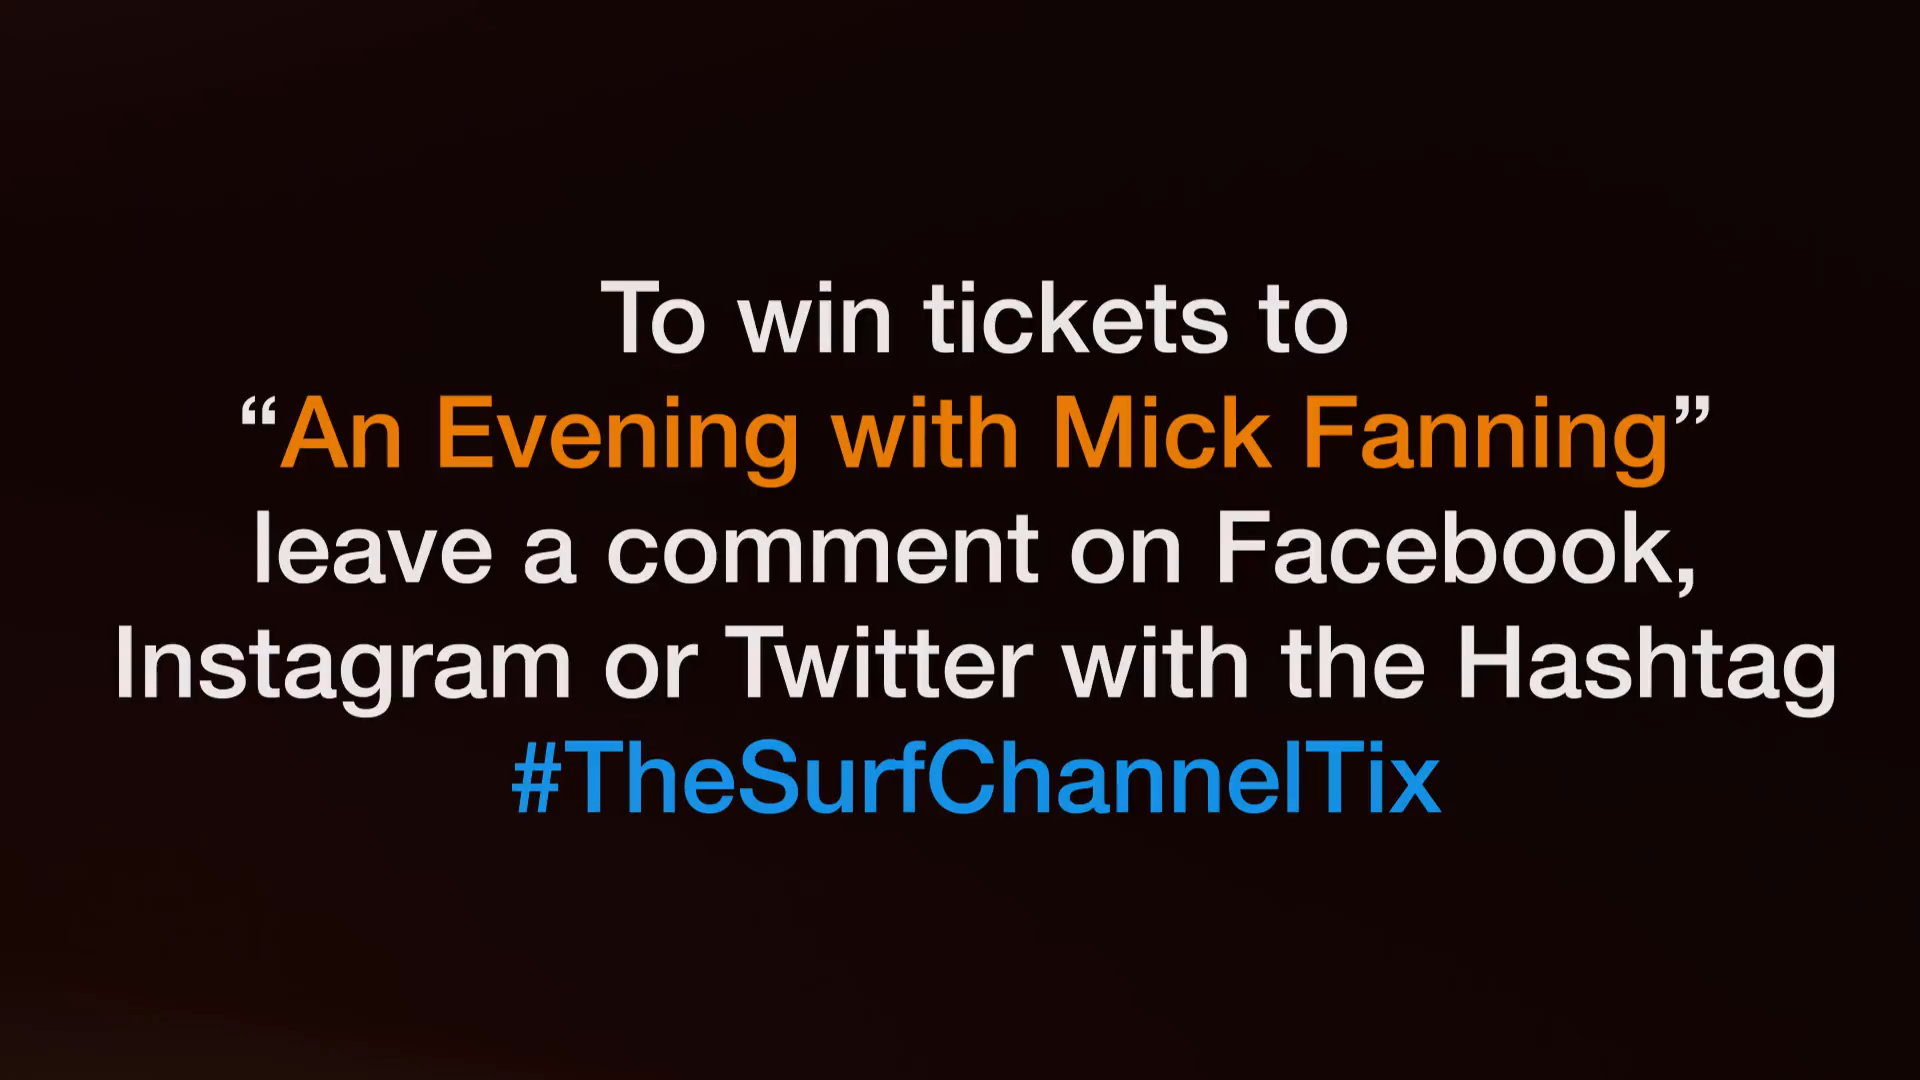 To win tickets to
“An Evening with Mick Fanning”
leave a comment on Facebook,
Instagram or Twitter with the Hashtag
#TheSurfChannelTix